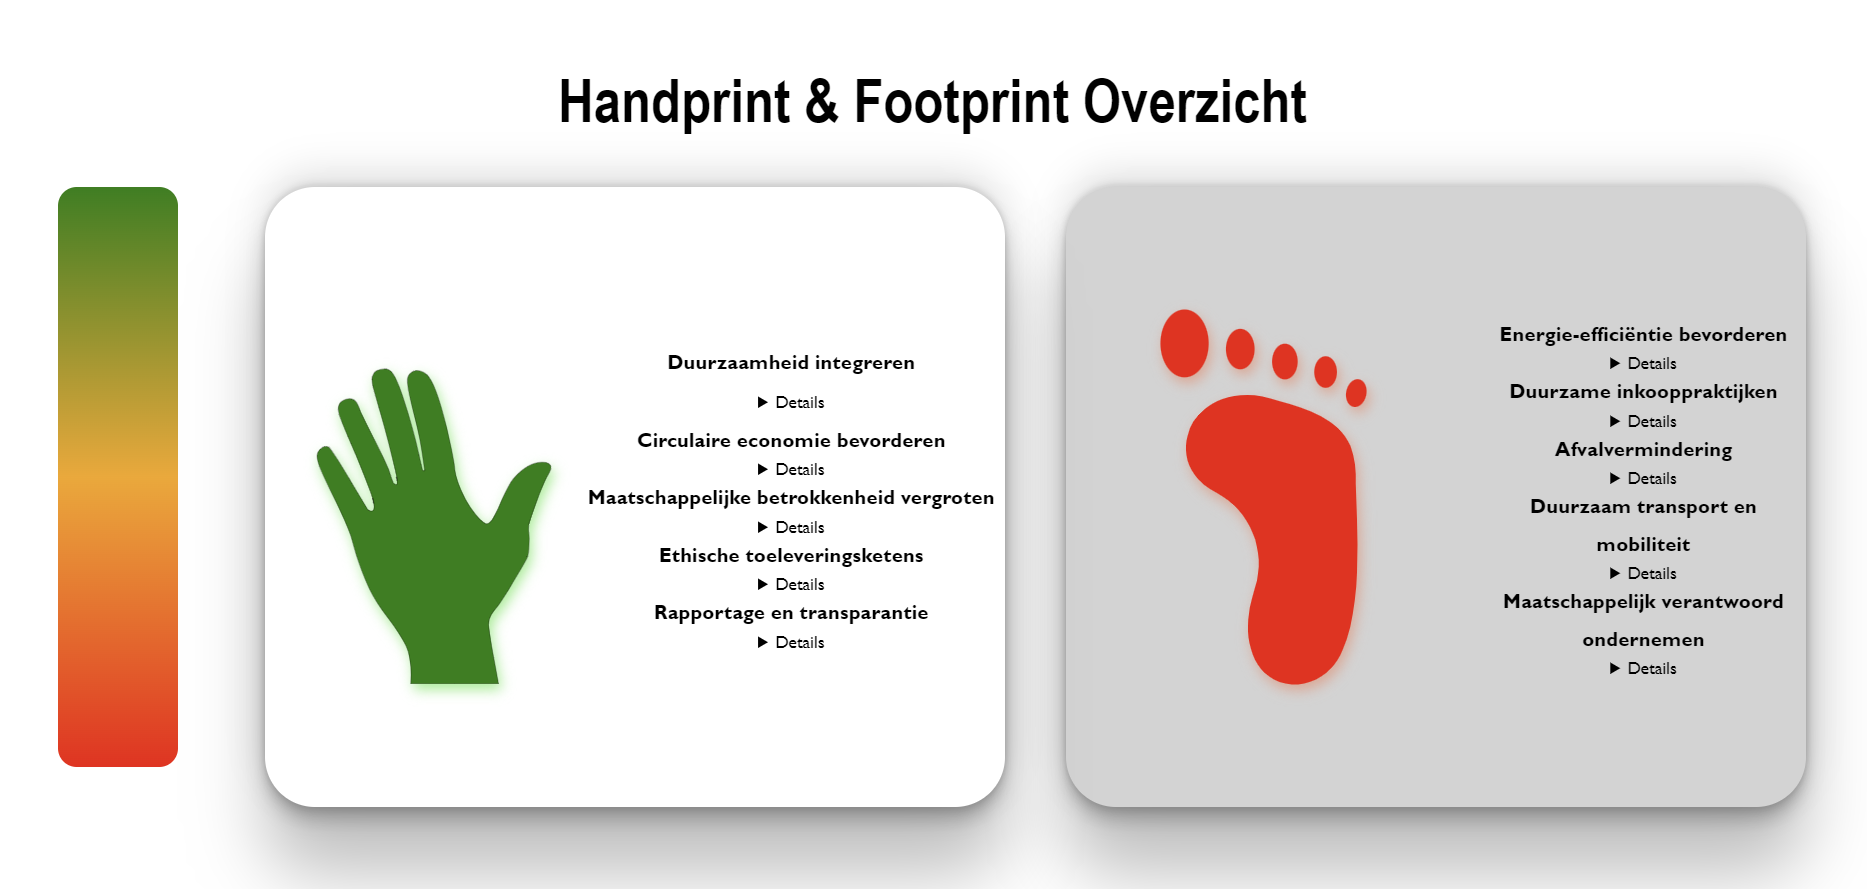 Handprint & Footprint Overzicht
Duurzaamheid integreren
▶ Details
Circulaire economie bevorderen
▶ Details
Maatschappelijke betrokkenheid vergroten
▶ Details
Ethische toeleveringsketens
▶ Details
Rapportage en transparantie
▶ Details
Energie-efficiëntie bevorderen
▶ Details
Duurzame inkooppraktijken
▶ Details
Afvalvermindering
▶ Details
Duurzaam transport en
mobiliteit
▶ Details
Maatschappelijk verantwoord
ondernemen
▶ Details